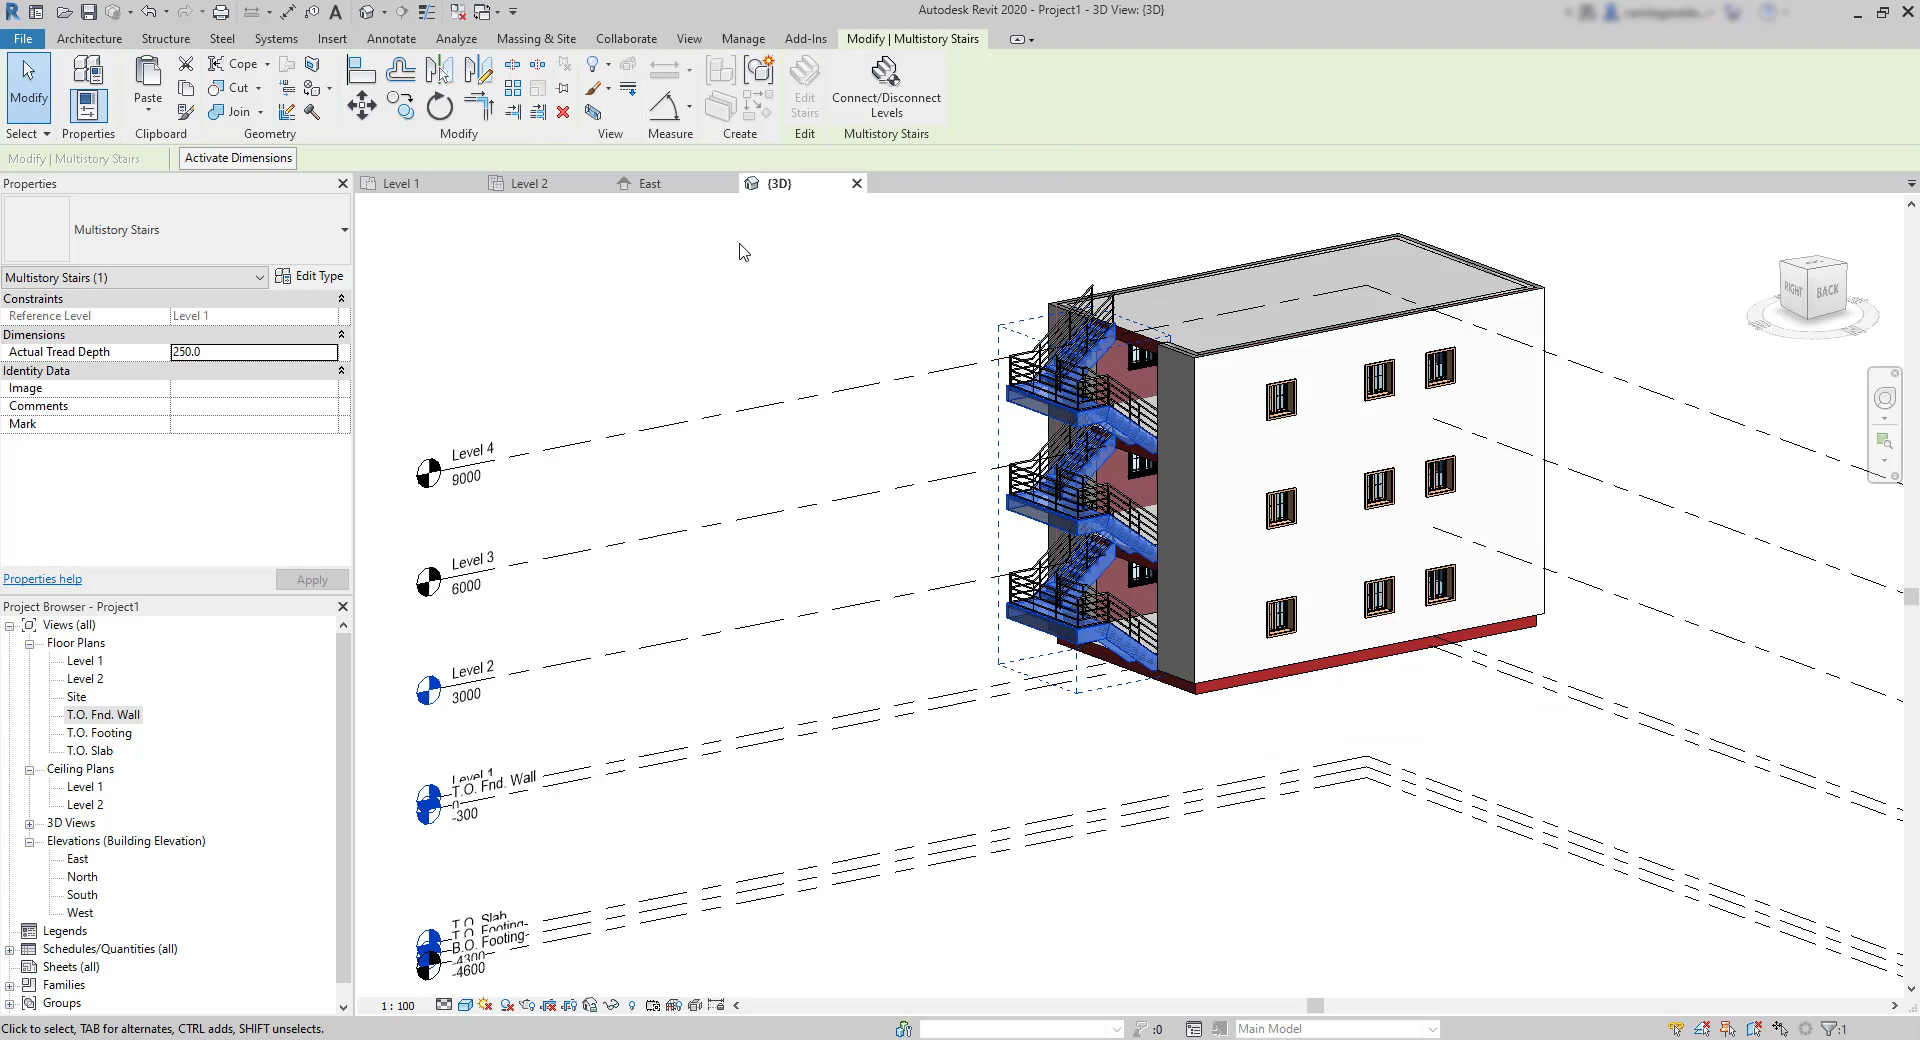 Autodesk Revit 2020 - Project1 - 3D View: {3D}
File Architecture Structure Steel Systems Insert Annotate Analyze Massing & Site Collaborate View Manage Add-Ins Modify | Multistory Stairs
Modify
Paste
Cope
Cut
Join
Edit
Stairs
Connect/Disconnect
Levels
Select Properties Clipboard Geometry Modify View Measure Create Edit Multistory Stairs
Modify | Multistory Stairs
Activate Dimensions
Properties
Level 1
Level 2
East
{3D}
Multistory Stairs
Multistory Stairs (1)
Edit Type
Constraints
Reference Level Level 1
Dimensions
Actual Tread Depth 250.0
Identity Data
Image
Comments
Mark
Properties help
Apply
Project Browser - Project1
Views (all)
Floor Plans
Level 1
Level 2
Site
T.O. Fnd. Wall
T.O. Footing
T.O. Slab
Ceiling Plans
Level 1
Level 2
3D Views
Elevations (Building Elevation)
East
North
South
West
Legends
Schedules/Quantities (all)
Sheets (all)
Families
Groups
Level 4
9000
Level 3
6000
Level 2
3000
Level 1
T.O. Fnd. Wall
0
-300
T.O. Slab
T.O. Footing
B.O. Footing
-4300
-4600
RIGHT
BACK
1 : 100
Click to select, TAB for alternates, CTRL adds, SHIFT unselects.
:0
Main Model
:1